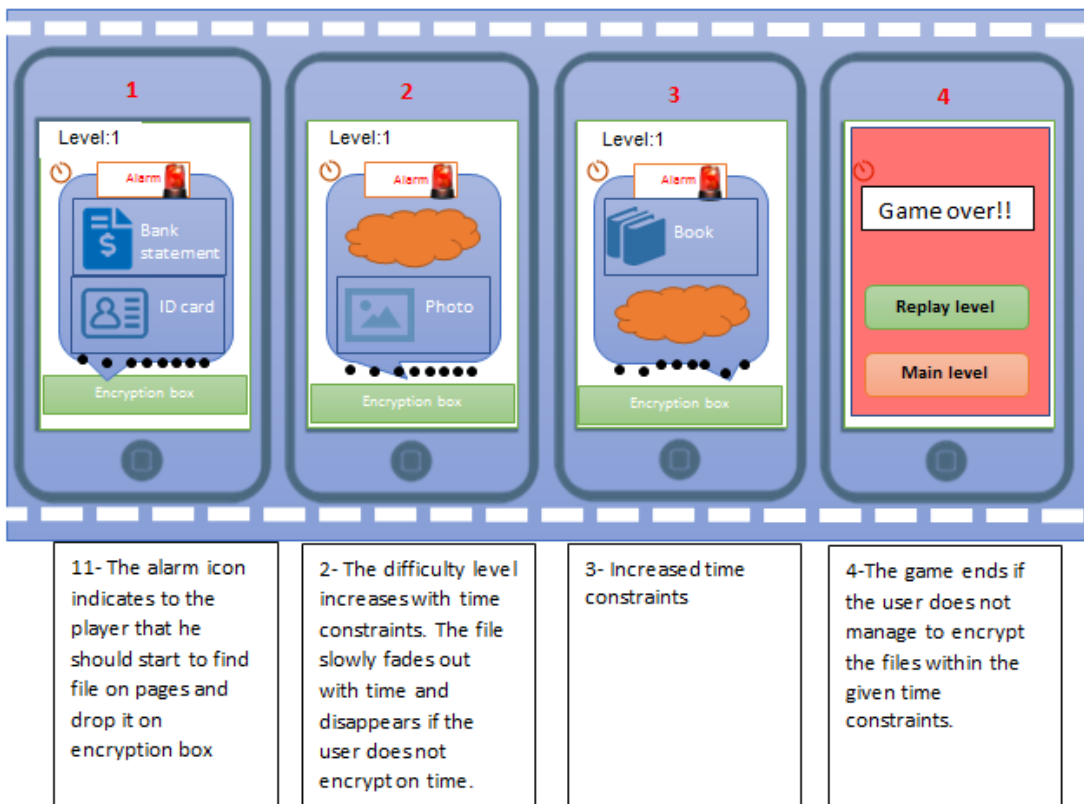 1
Level:1
Alarm
Bank
statement
$
ID card
Encryption box
2
Level:1
Alarm
Photo
Encryption box
3
Level:1
Alarm
Book
Encryption box
4
Game over!!
Replay level
Main level
11- The alarm icon
indicates to the
player that he
should start to find
file on pages and
drop it on
encryption box
2- The difficulty level
increases with time
constraints. The file
slowly fades out
with time and
disappears if the
user does not
encrypt on time.
3- Increased time
constraints
4-The game ends if
the user does not
manage to encrypt
the files within the
given time
constraints.